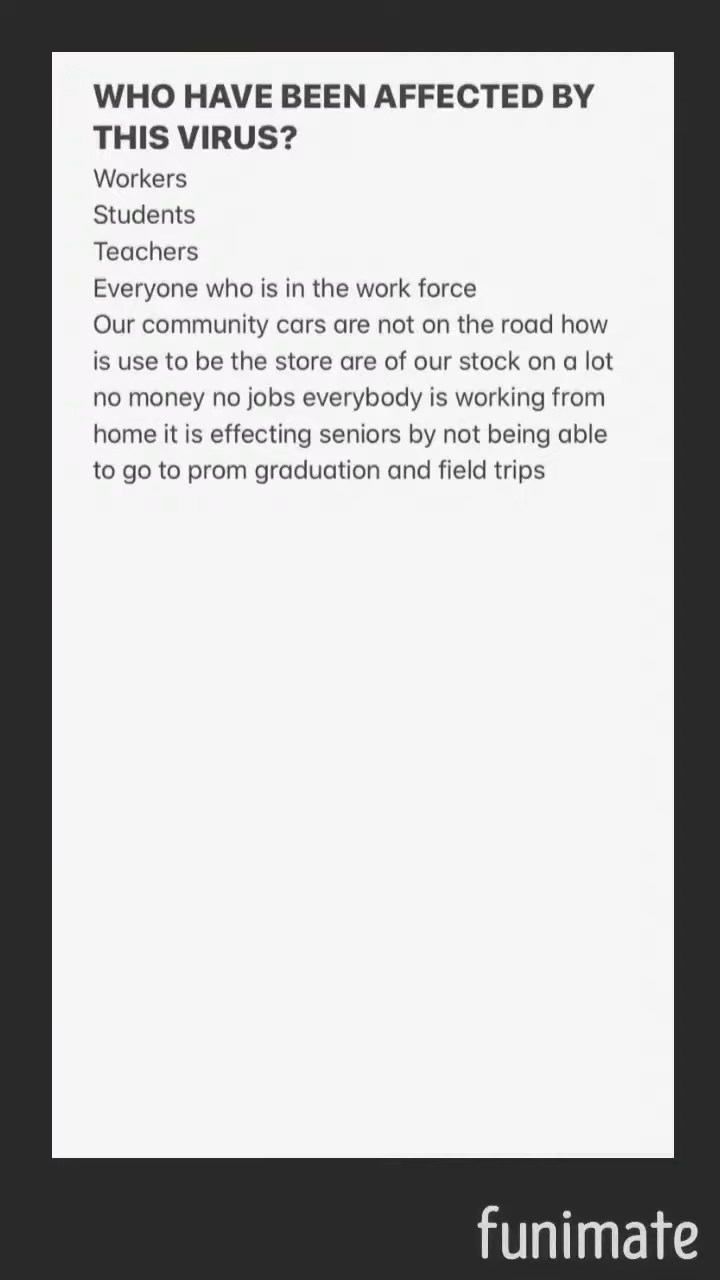 WHO HAVE BEEN AFFECTED BY
THIS VIRUS?
Workers
Students
Teachers
Everyone who is in the work force
Our community cars are not on the road how
is use to be the store are of our stock on a lot
no money no jobs everybody is working from
home it is effecting seniors by not being able
to go to prom graduation and field trips
funimate